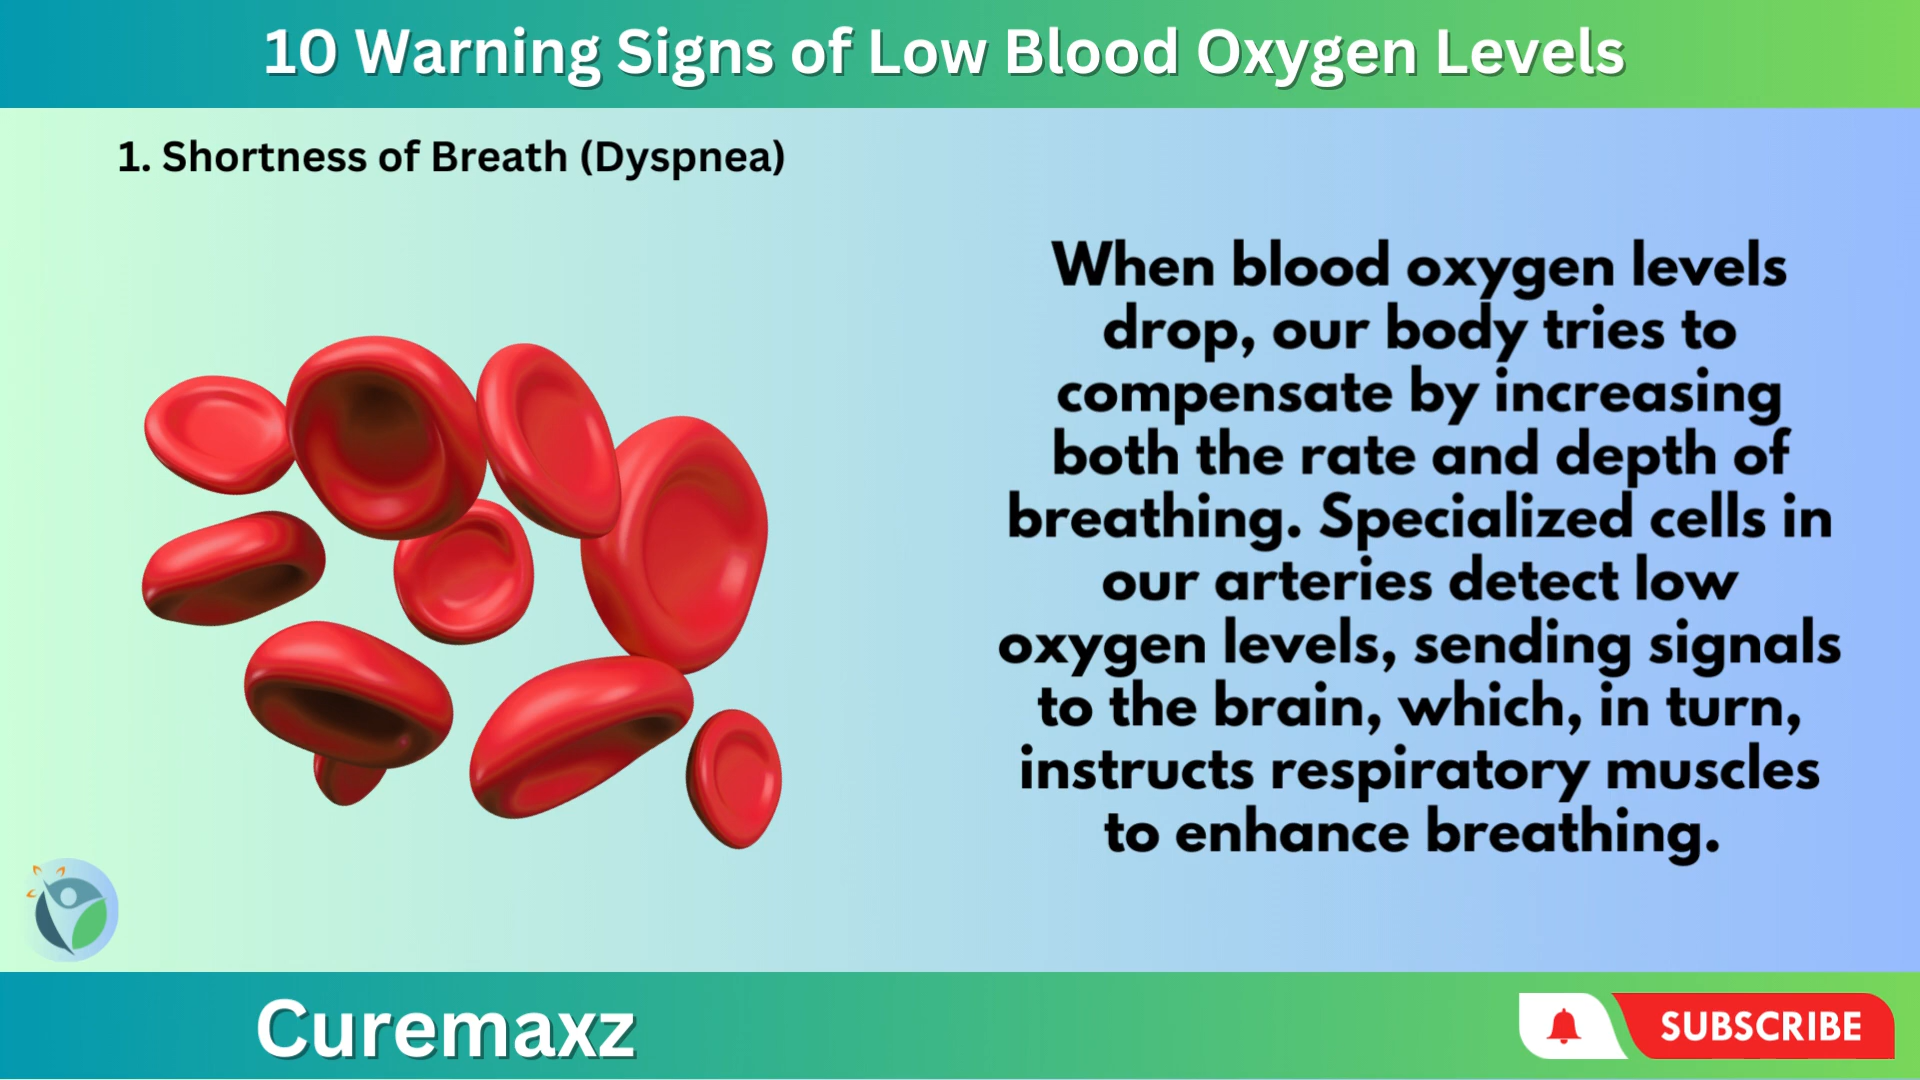 10 Warning Signs of Low Blood Oxygen Levels
1. Shortness of Breath (Dyspnea)
When blood oxygen levels
drop, our body tries to
compensate by increasing
both the rate and depth of
breathing. Specialized cells in
our arteries detect low
oxygen levels, sending signals
to the brain, which, in turn,
instructs respiratory muscles
to enhance breathing.
Curemaxz
SUBSCRIBE